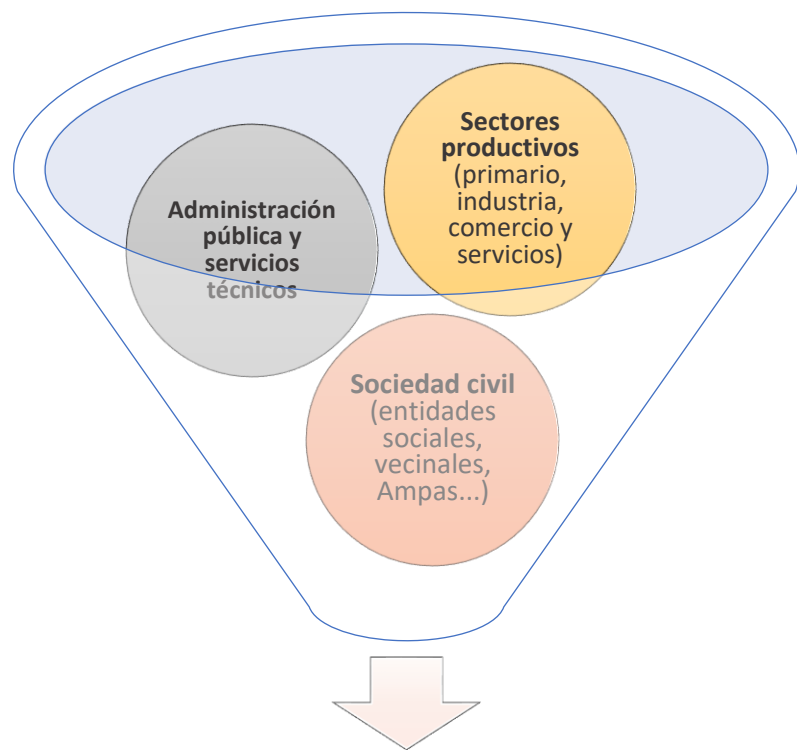 Sectores
productivos
(primario,
industria,
comercio y
servicios)
Administración
pública y
servicios
técnicos
Sociedad civil
(entidades
sociales,
vecinales,
Ampas...)